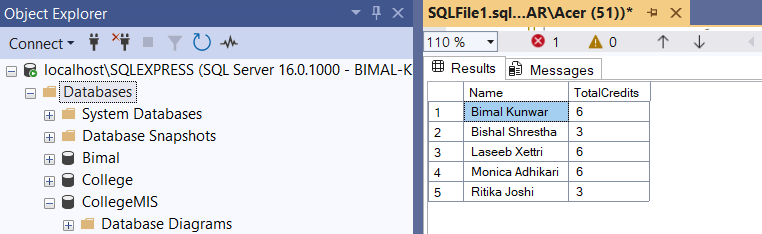 Object Explorer
Connect
localhost\SQLEXPRESS (SQL Server 16.0.1000 - BIMAL-K
Databases
System Databases
Database Snapshots
Bimal
College
CollegeMIS
Database Diagrams
SQLFile1.sql...AR\Acer (51))*
110 % 1 0
Results Messages
Name TotalCredits
1 Bimal Kunwar 6
2 Bishal Shrestha 3
3 Laseeb Xettri 6
4 Monica Adhikari 6
5 Ritika Joshi 3